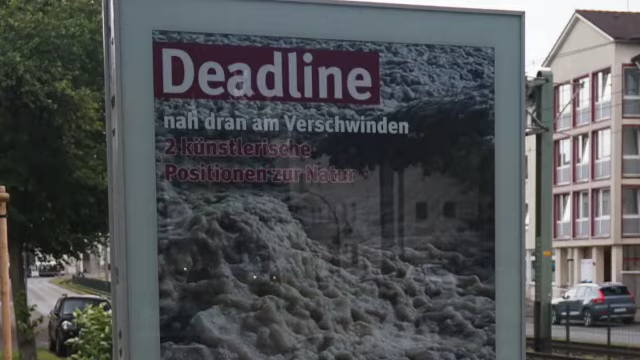 Deadline
nah dran am Verschwinden
2 künstlerische
Positionen zur Natur